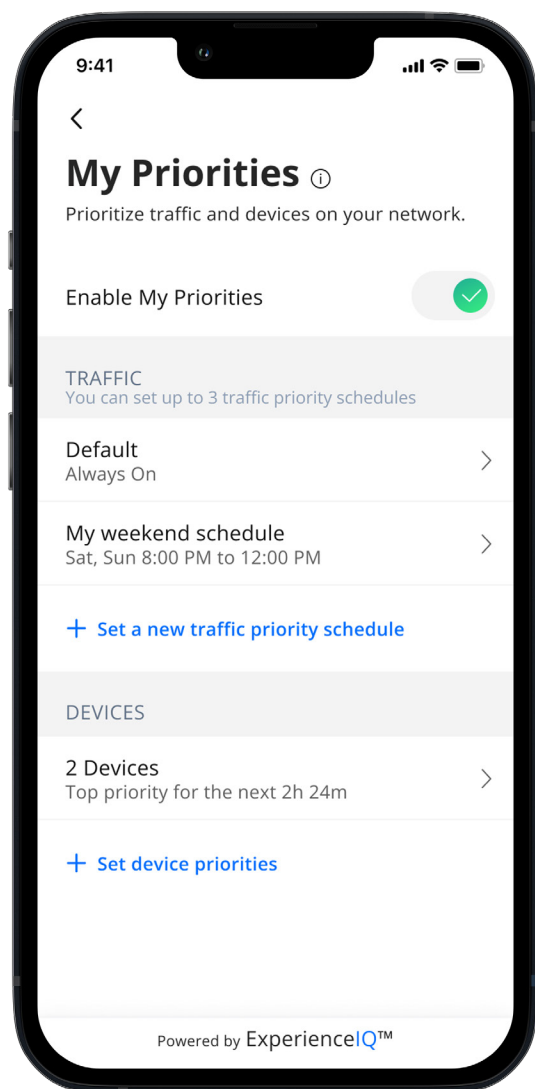 9:41
My Priorities
Prioritize traffic and devices on your network.
Enable My Priorities
TRAFFIC
You can set up to 3 traffic priority schedules
Default
Always On
My weekend schedule
Sat, Sun 8:00 PM to 12:00 PM
+ Set a new traffic priority schedule
DEVICES
2 Devices
Top priority for the next 2h 24m
+ Set device priorities
Powered by ExperienceIQ™